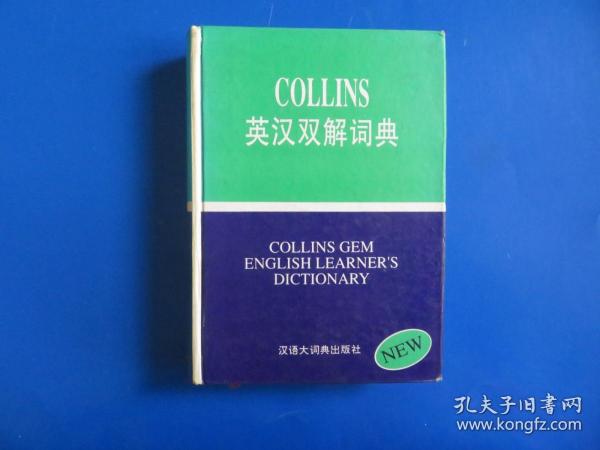 COLLINS
英汉双解词典
COLLINS GEM
ENGLISH LEARNER'S
DICTIONARY
汉语大词典出版社
NEW
孔夫子旧书网
www.kongfz.com